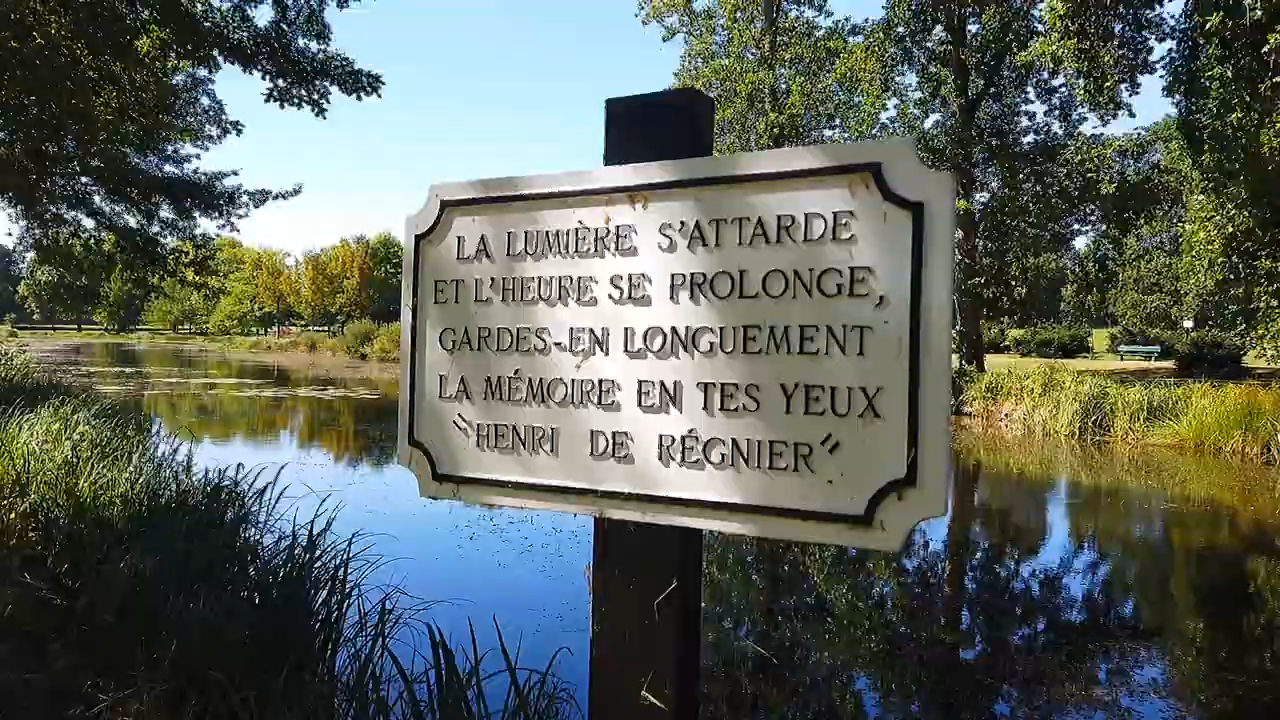 LA LUMIÈRE S'ATTARDE
ET L'HEURE SE PROLONGE,
GARDES-EN LONGUEMENT
LA MÉMOIRE EN TES YEUX
"HENRI DE RÉGNIER"